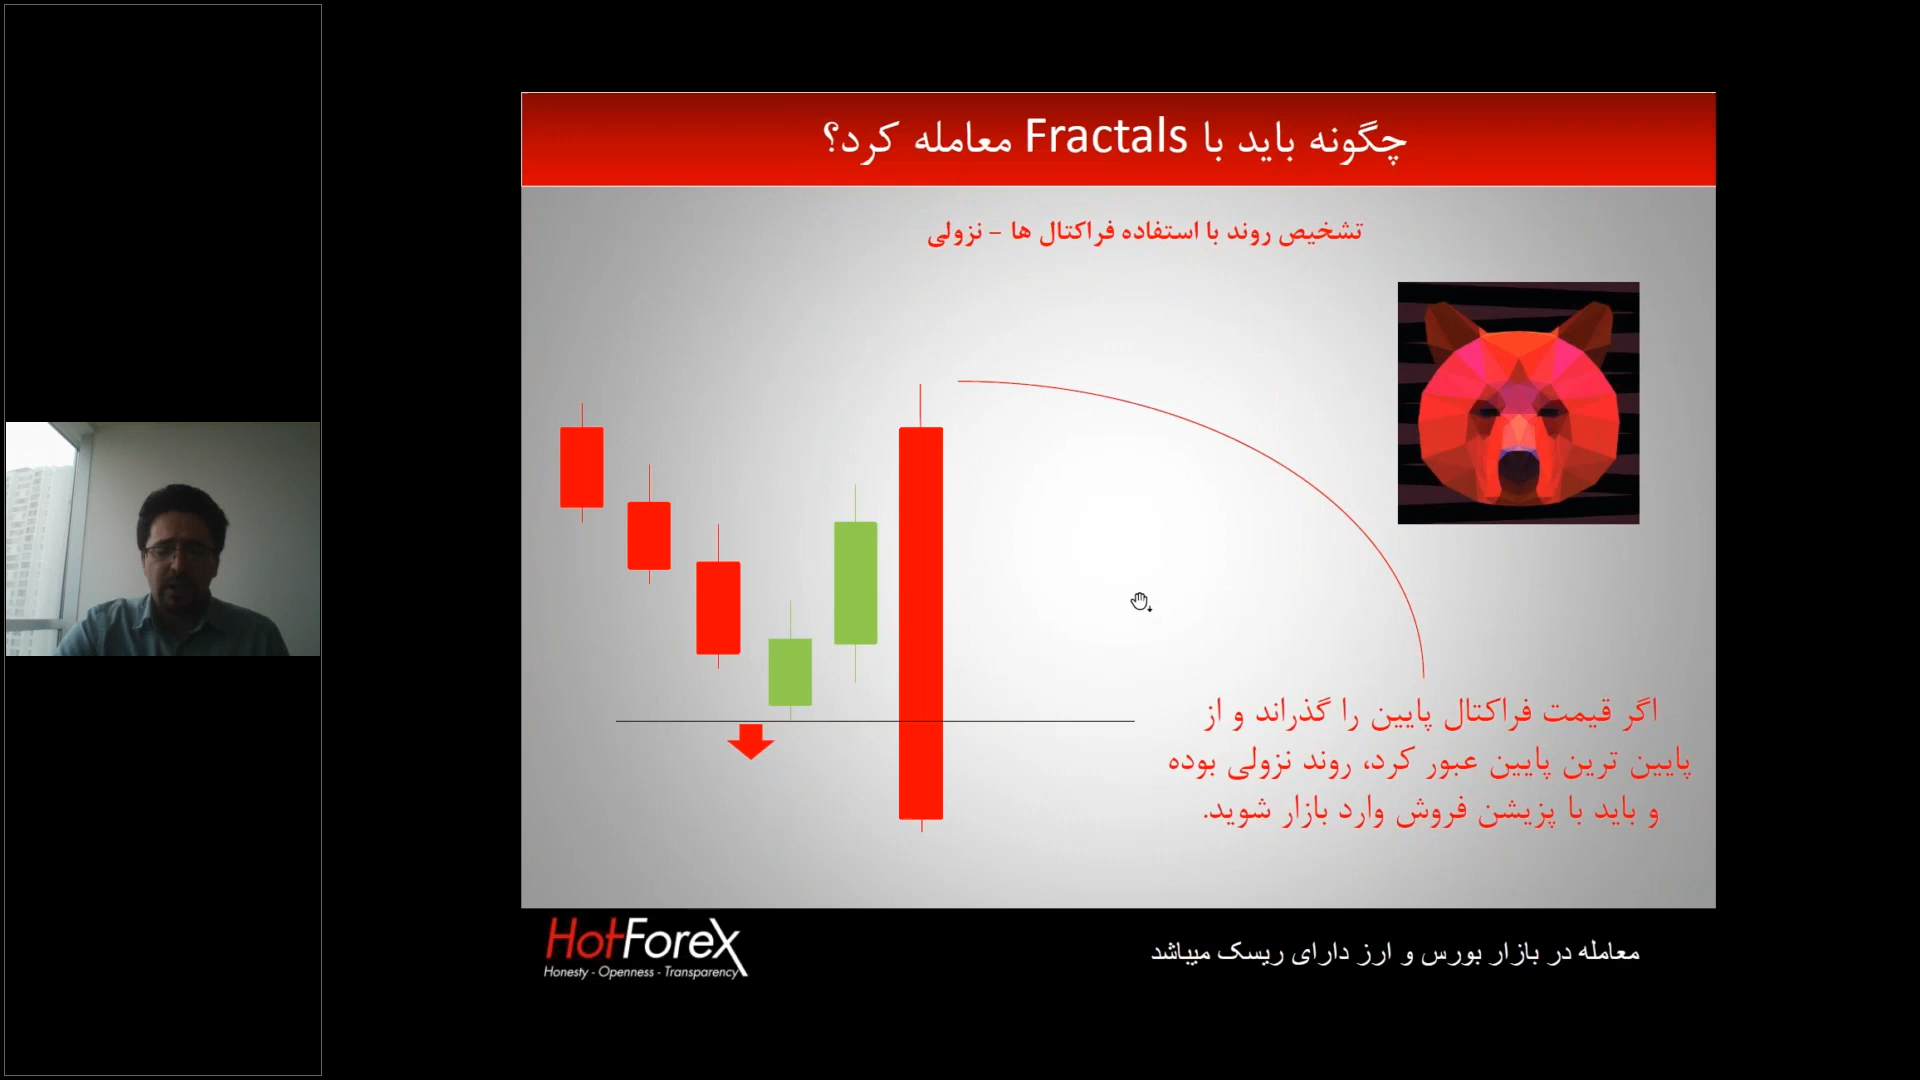 چگونه باید با Fractals معامله کرد؟
تشخیص روند با استفاده فراکتال ها – نزولی
اگر قیمت فراکتال پایین را گذراند و از
پایین ترین پایین عبور کرد، روند نزولی بوده
و باید با پزیشن فروش وارد بازار شوید.
HotForex
Honesty - Openness - Transparency
معامله در بازار بورس و ارز دارای ریسک میباشد